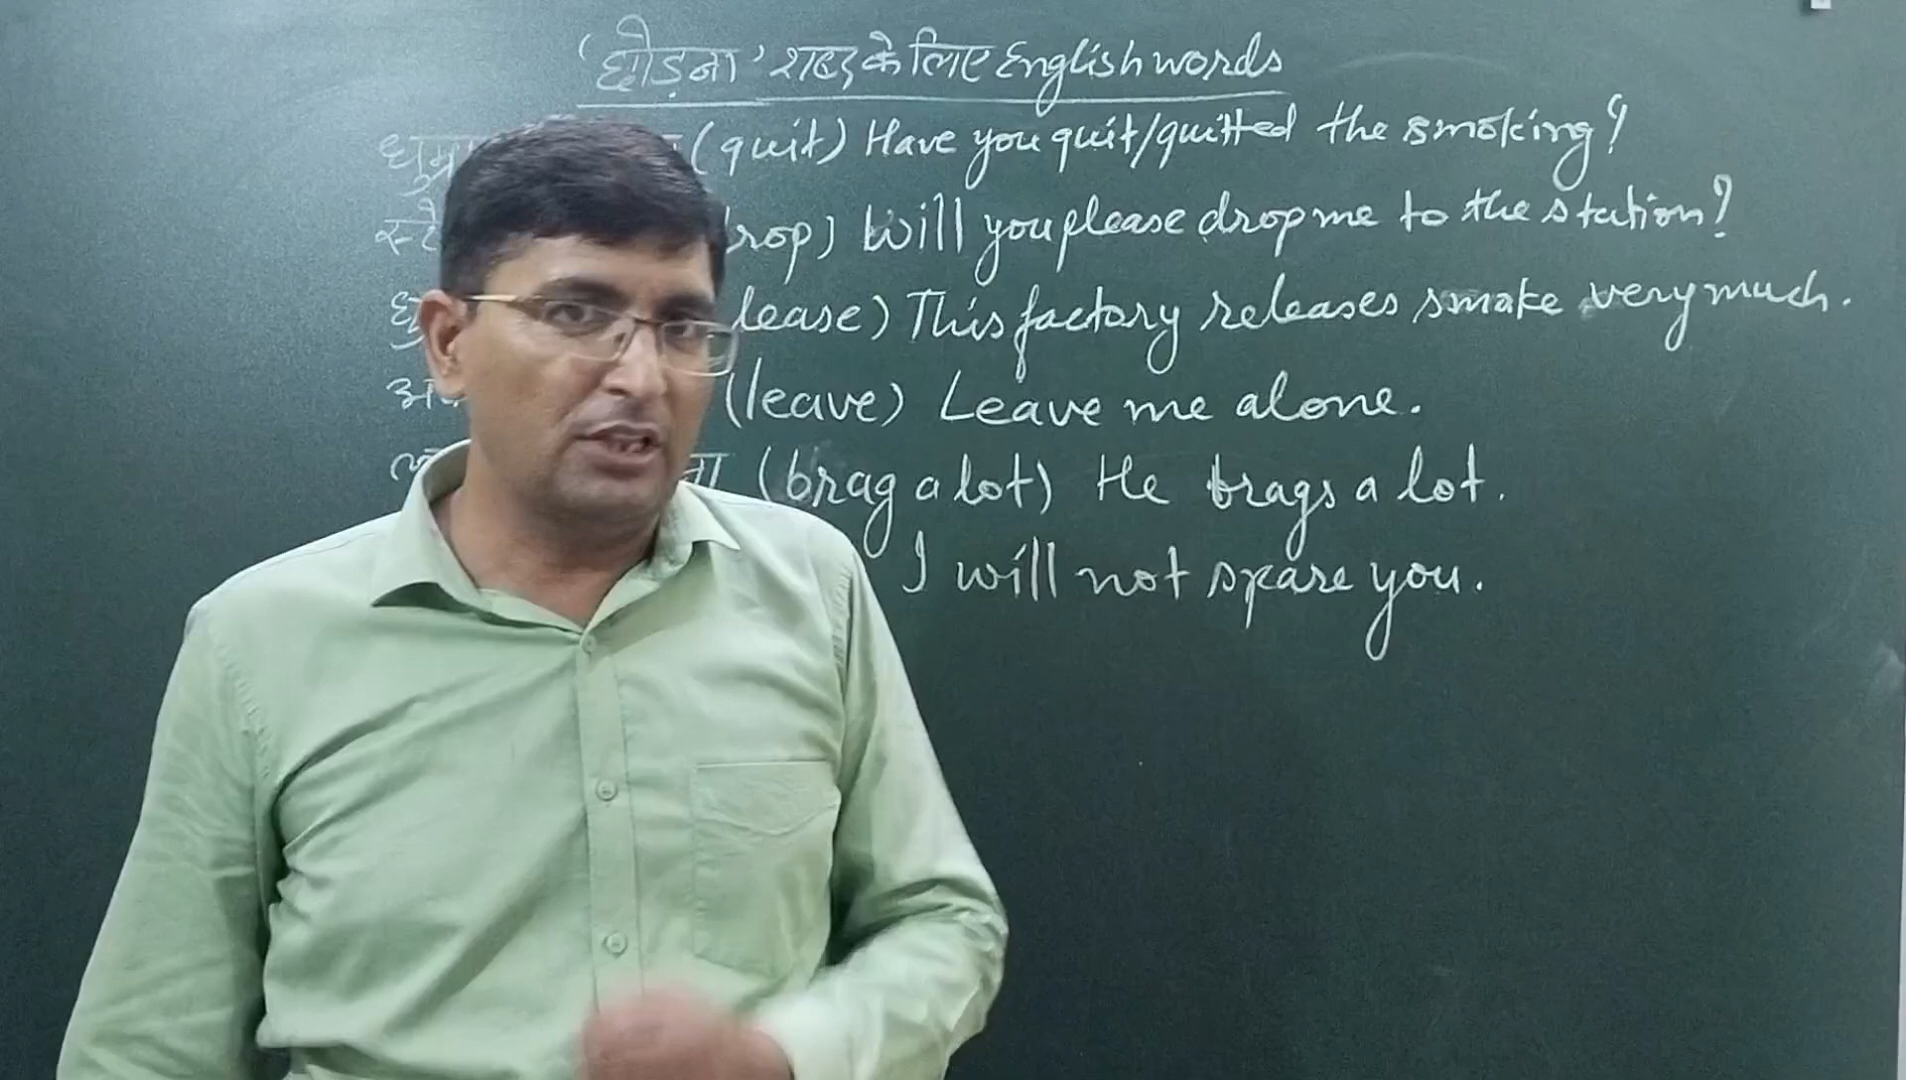 'छोड़ना' शब्द के लिए English words
(quit) Have you quit/quitted the smoking?
rop) Will you please drop me to the station?
lease) This factory releases smoke very much.
(leave) Leave me alone.
(brag a lot) He brags a lot.
I will not spare you.